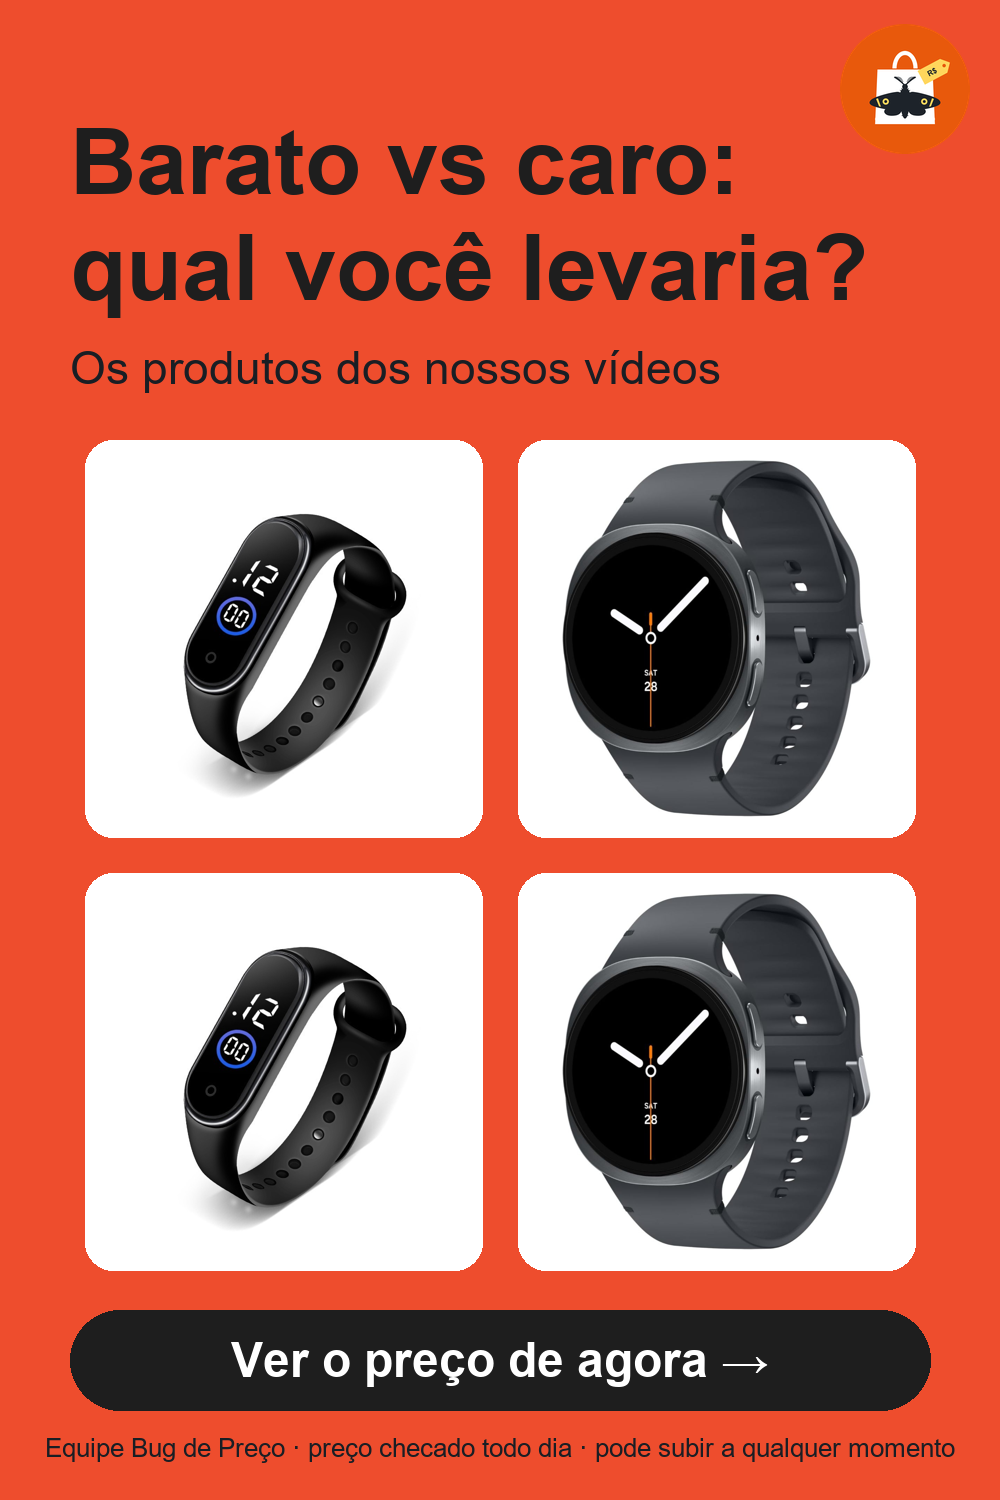 R$
Barato vs caro:
qual você levaria?
Os produtos dos nossos vídeos
12
00
SAT
28
12
00
SAT
28
Ver o preço de agora →
Equipe Bug de Preço · preço checado todo dia · pode subir a qualquer momento